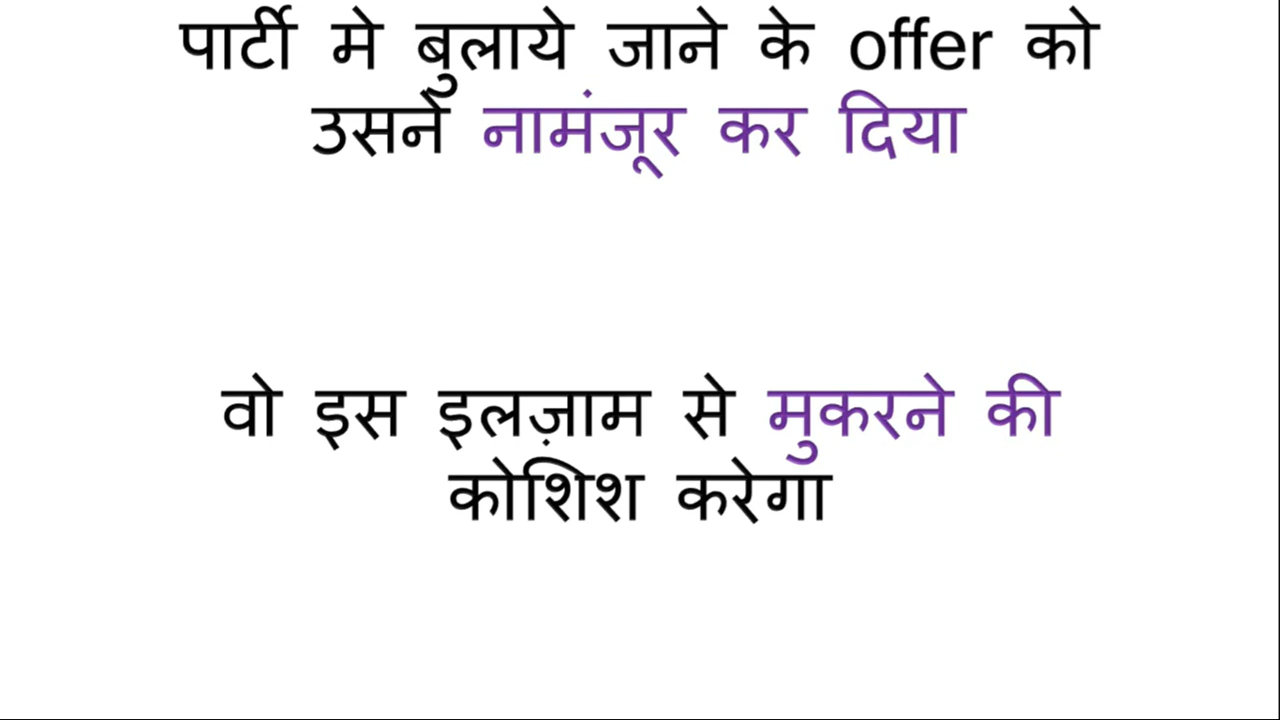 पार्टी मे बुलाये जाने के offer को
उसने नामंजूर कर दिया
वो इस इलज़ाम से मुकरने की
कोशिश करेगा